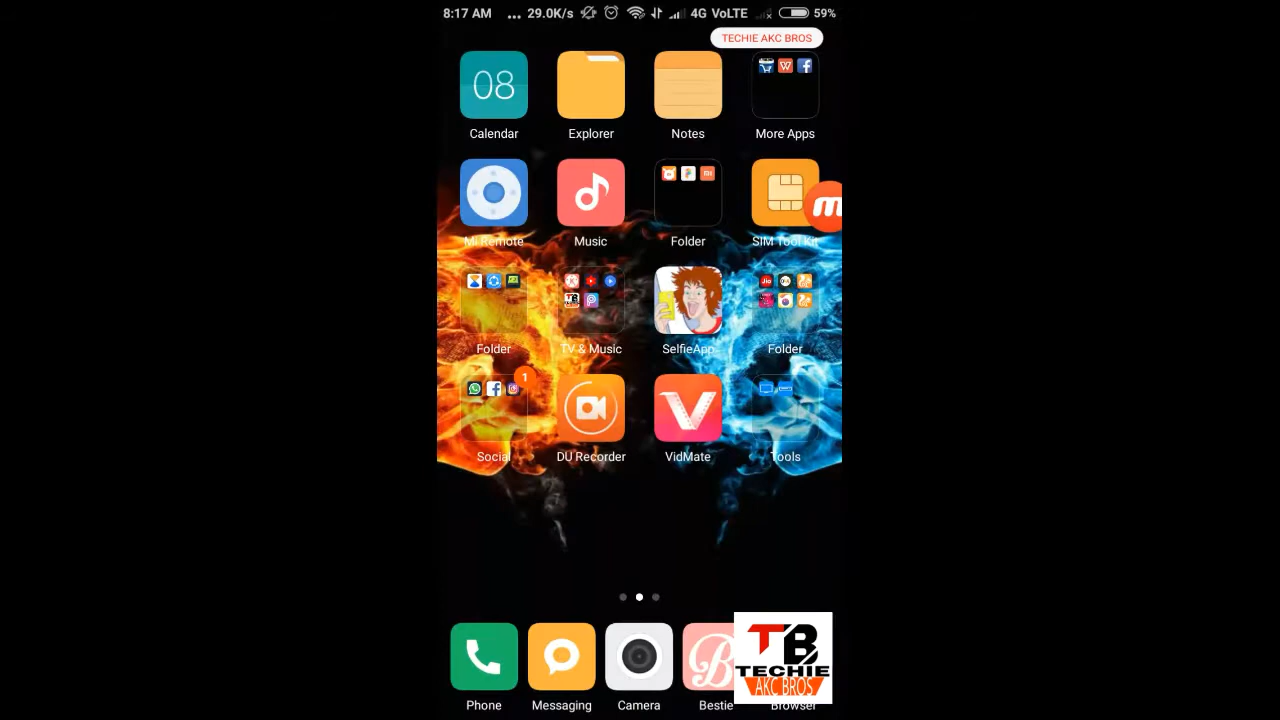 8:17 AM ... 29.0K/s 4G VoLTE 59%
TECHIE AKC BROS
08
Calendar Explorer Notes More Apps
Mi Remote Music Folder SIM Tool Kit
Folder TV & Music SelfieApp Folder
1
Social DU Recorder VidMate Tools
TB
TECHIE
AKC BROS
Phone Messaging Camera Bestie Browser